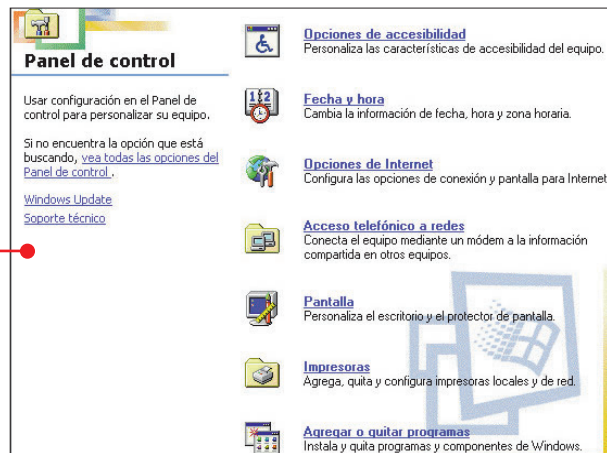 Panel de control
Usar configuración en el Panel de
control para personalizar su equipo.
Si no encuentra la opción que está
buscando, vea todas las opciones del
Panel de control .
Windows Update
Soporte técnico
Opciones de accesibilidad
Personaliza las características de accesibilidad del equipo.
Fecha y hora
Cambia la información de fecha, hora y zona horaria.
Opciones de Internet
Configura las opciones de conexión y pantalla para Internet
Acceso telefónico a redes
Conecta el equipo mediante un módem a la información
compartida en otros equipos.
Pantalla
Personaliza el escritorio y el protector de pantalla.
Impresoras
Agrega, quita y configura impresoras locales y de red.
Agregar o quitar programas
Instala y quita programas y componentes de Windows.